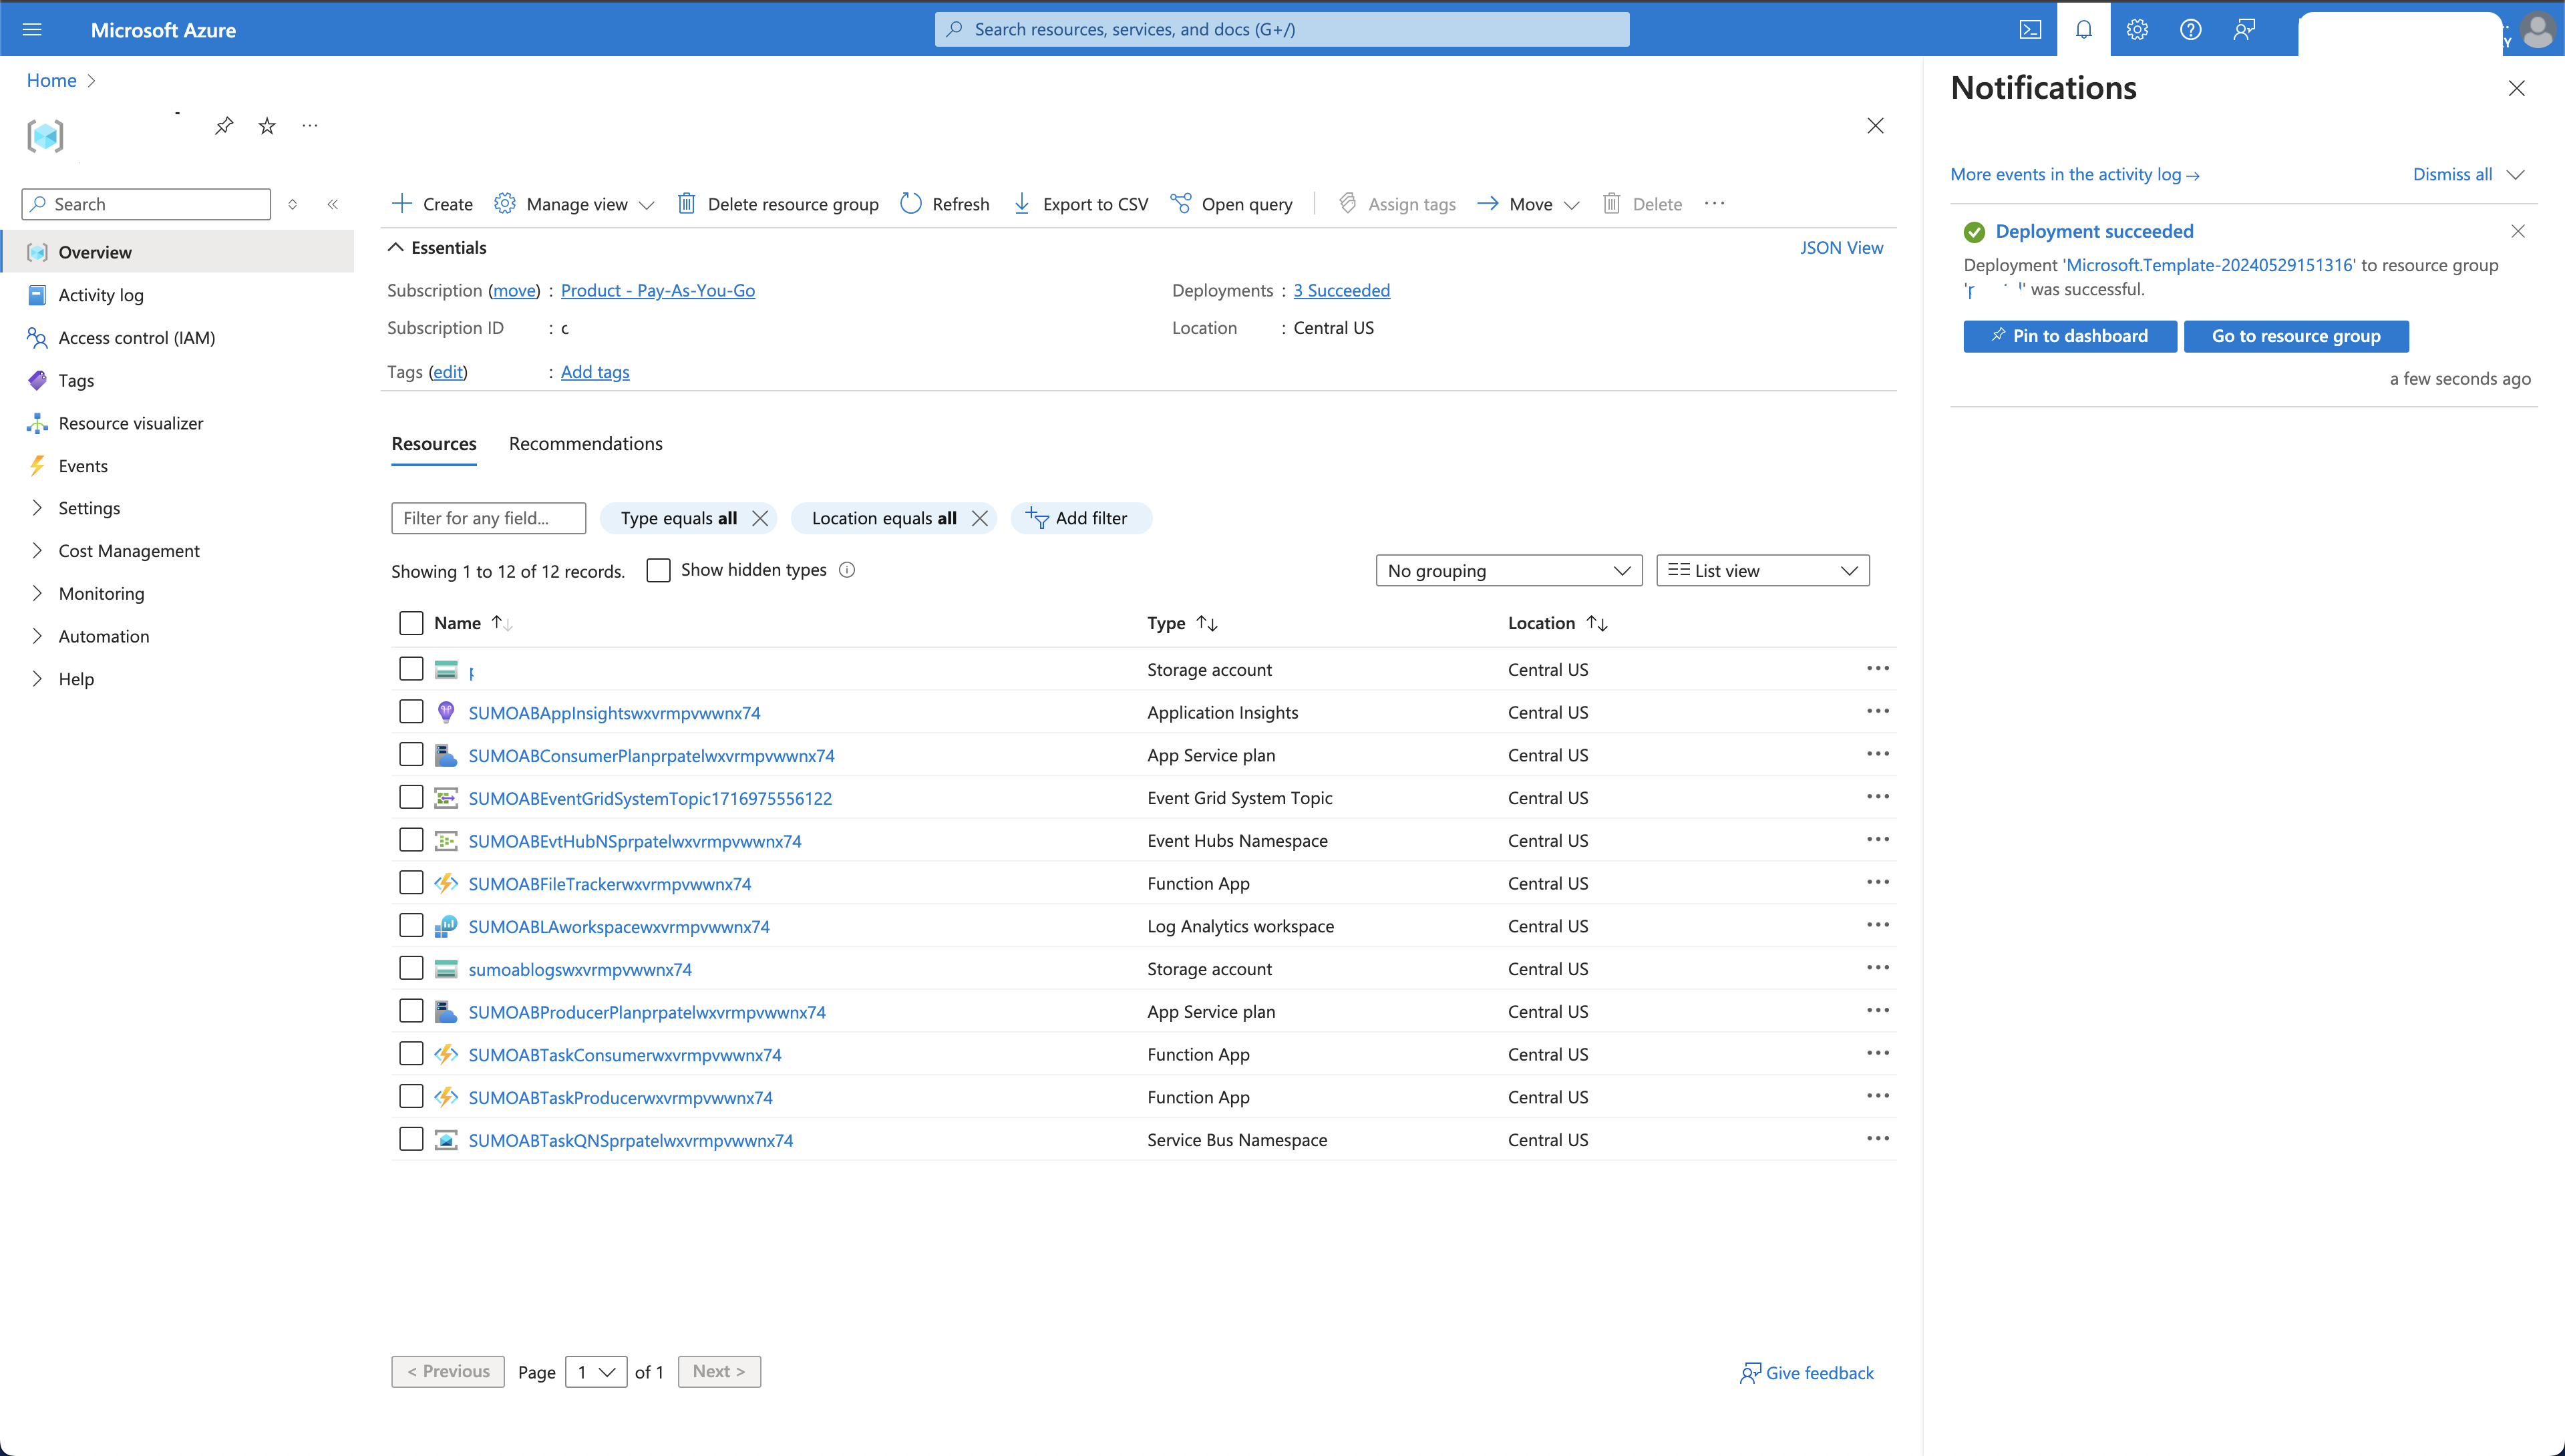 Microsoft Azure
Search resources, services, and docs (G+/)
Home
Search
Overview
Activity log
Access control (IAM)
Tags
Resource visualizer
Events
Settings
Cost Management
Monitoring
Automation
Help
Create Manage view Delete resource group Refresh Export to CSV Open query Assign tags Move Delete ...
Essentials JSON View
Subscription (move) : Product - Pay-As-You-Go Deployments : 3 Succeeded
Subscription ID : c Location : Central US
Tags (edit) : Add tags
Resources Recommendations
Filter for any field... Type equals all Location equals all Add filter
Showing 1 to 12 of 12 records. Show hidden types No grouping List view
Name Type Location
Storage account Central US
SUMOABAppInsightswxvrmpvwwnx74 Application Insights Central US
SUMOABConsumerPlanprpatelwxvrmpvwwnx74 App Service plan Central US
SUMOABEventGridSystemTopic1716975556122 Event Grid System Topic Central US
SUMOABEvtHubNSprpatelwxvrmpvwwnx74 Event Hubs Namespace Central US
SUMOABFileTrackerwxvrmpvwwnx74 Function App Central US
SUMOABLAworkspacewxvrmpvwwnx74 Log Analytics workspace Central US
sumoablogswxvrmpvwwnx74 Storage account Central US
SUMOABProducerPlanprpatelwxvrmpvwwnx74 App Service plan Central US
SUMOABTaskConsumerwxvrmpvwwnx74 Function App Central US
SUMOABTaskProducerwxvrmpvwwnx74 Function App Central US
SUMOABTaskQNSprpatelwxvrmpvwwnx74 Service Bus Namespace Central US
< Previous Page 1 of 1 Next >
Give feedback
Notifications
More events in the activity log → Dismiss all
Deployment succeeded
Deployment 'Microsoft.Template-20240529151316' to resource group
was successful.
Pin to dashboard Go to resource group
a few seconds ago